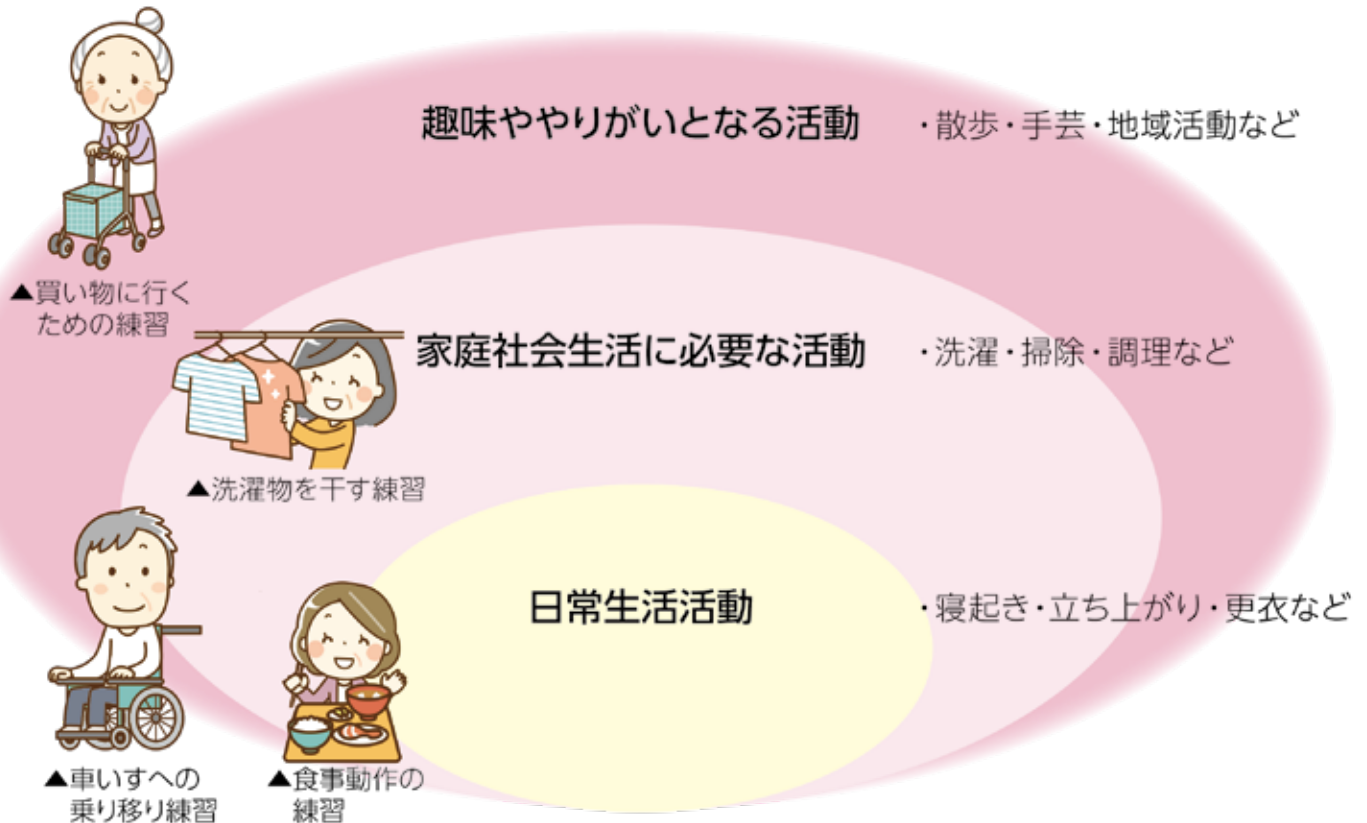 趣味ややりがいとなる活動 ・散歩・手芸・地域活動など
▲買い物に行く
ための練習
家庭社会生活に必要な活動 ・洗濯・掃除・調理など
▲洗濯物を干す練習
日常生活活動 ・寝起き・立ち上がり・更衣など
▲車いすへの
乗り移り練習
▲食事動作の
練習